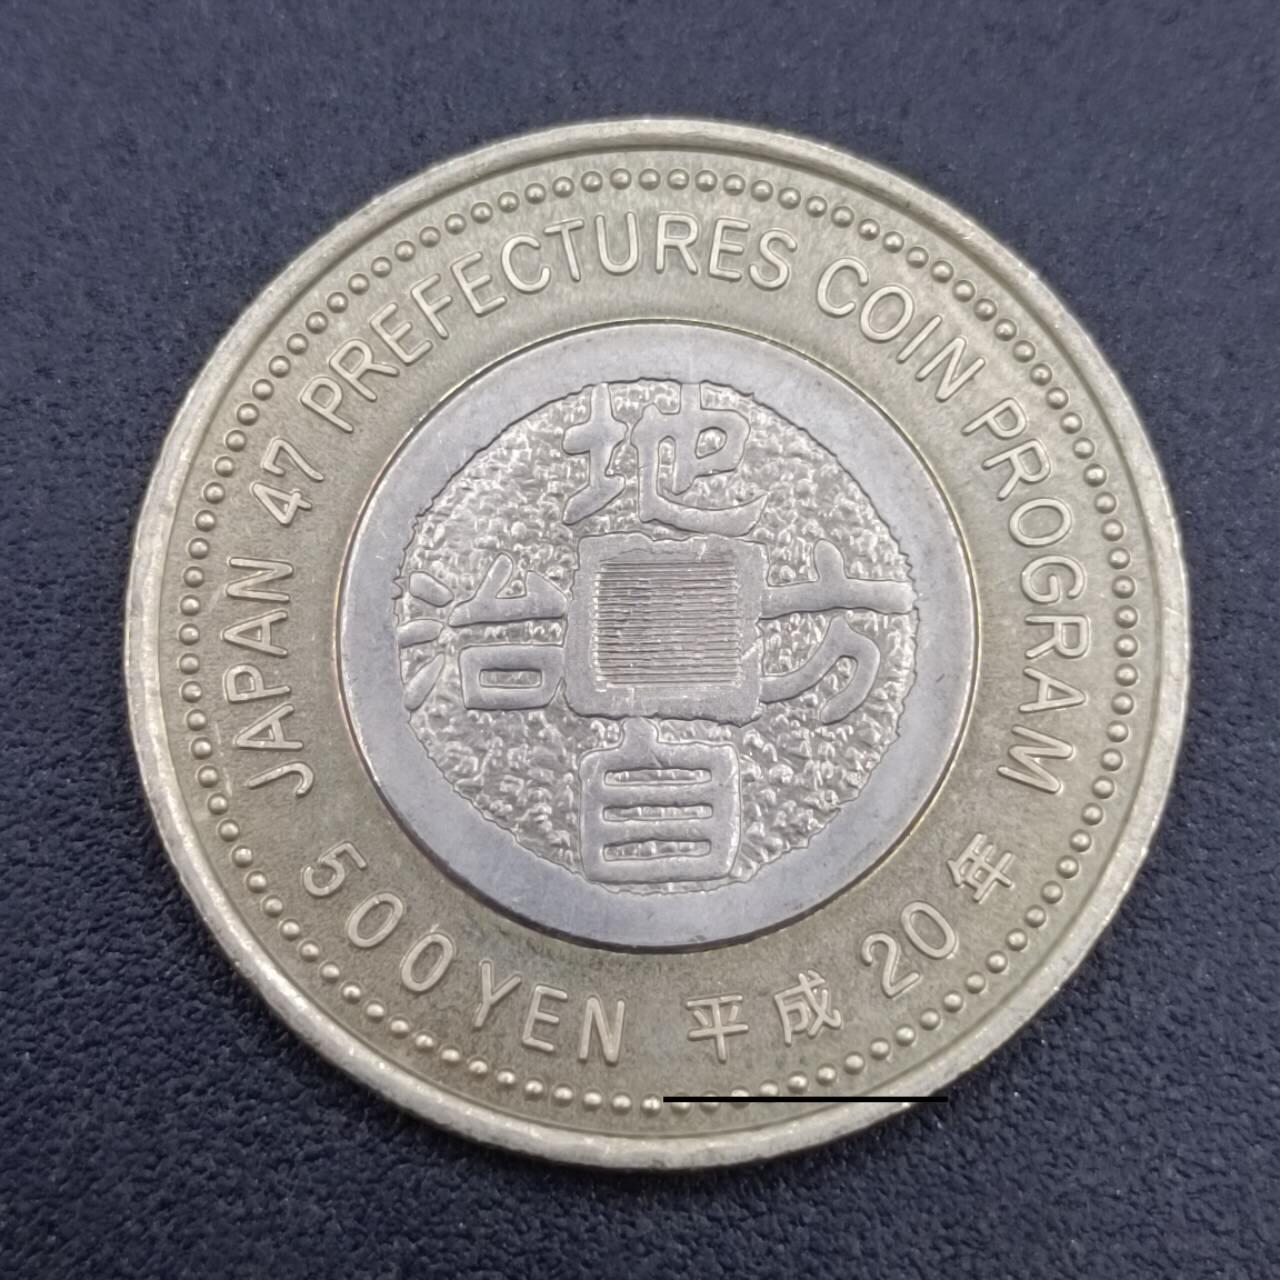 JAPAN 47 PREFECTURES COIN PROGRAM
地方自治
500YEN 平成20年